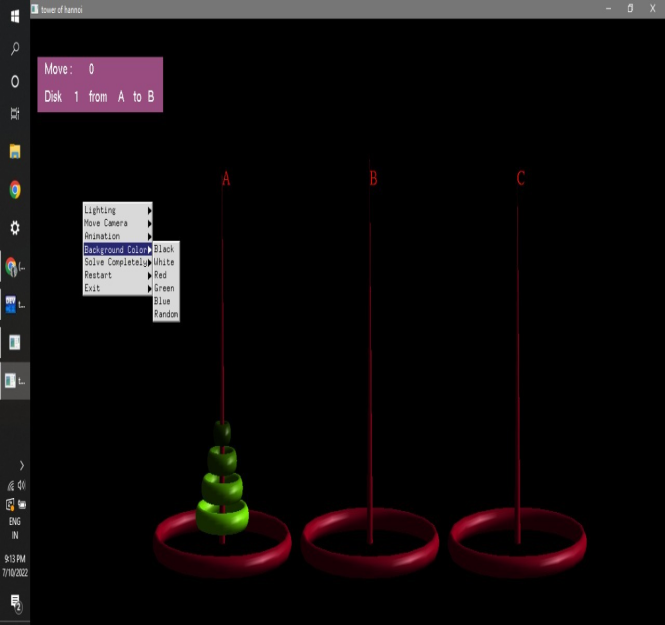 tower of hannoi
Move : 0
Disk 1 from A to B
A B C
Lighting
Move Camera
Animation
Background Color
Solve Completely
Restart
Exit
Black
White
Red
Green
Blue
Random
t...
ENG
IN
9:13 PM
7/10/2022
2